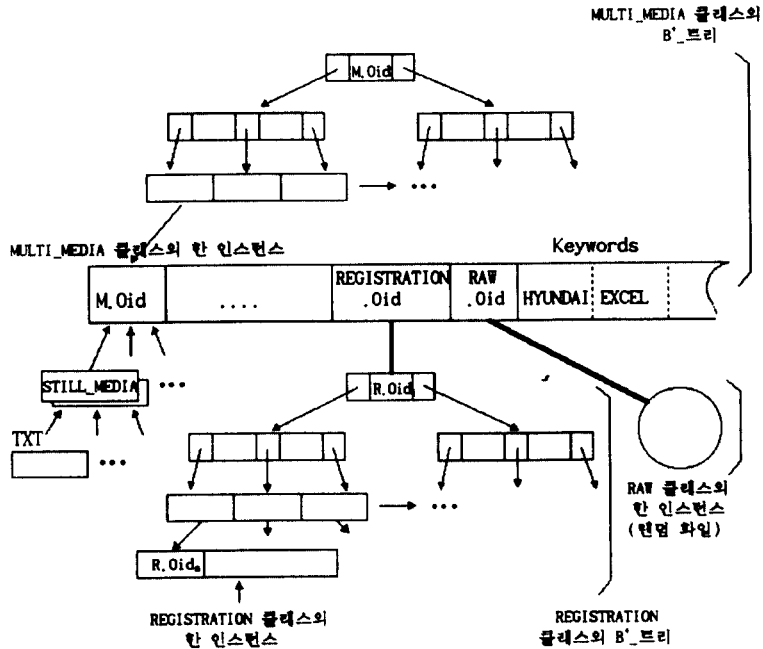 MULTI_MEDIA 클래스의
B⁺_트리
M.Oid
MULTI_MEDIA 클래스의 한 인스턴스
Keywords
M.Oid
....
REGISTRATION
.Oid
RAW
.Oid
HYUNDAI
EXCEL
STILL_MEDIA
R.Oid
TXT
RAW 클래스의
한 인스턴스
(랜덤 화일)
R.Oid
REGISTRATION 클래스의
한 인스턴스
REGISTRATION
클래스의 B⁺_트리